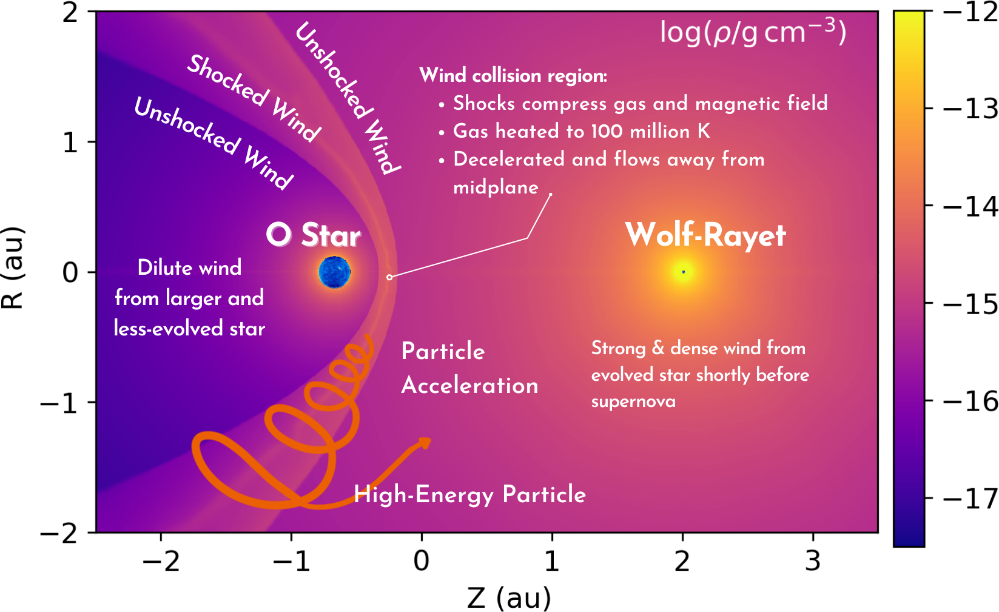 log(ρ/g cm⁻³)
Unshocked Wind
Shocked Wind
Unshocked Wind
Wind collision region:
• Shocks compress gas and magnetic field
• Gas heated to 100 million K
• Decelerated and flows away from
midplane
O Star
Wolf-Rayet
Dilute wind
from larger and
less-evolved star
Particle
Acceleration
Strong & dense wind from
evolved star shortly before
supernova
High-Energy Particle
2
1
0
−1
−2
R (au)
−2 −1 0 1 2 3
Z (au)
−12
−13
−14
−15
−16
−17